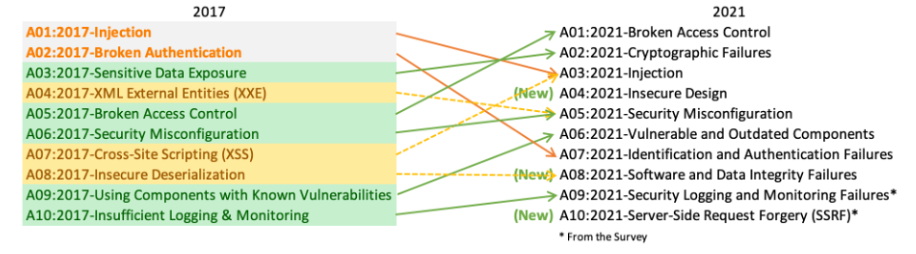 2017 2021
A01:2017-Injection A01:2021-Broken Access Control
A02:2017-Broken Authentication A02:2021-Cryptographic Failures
A03:2017-Sensitive Data Exposure A03:2021-Injection
A04:2017-XML External Entities (XXE) (New) A04:2021-Insecure Design
A05:2017-Broken Access Control A05:2021-Security Misconfiguration
A06:2017-Security Misconfiguration A06:2021-Vulnerable and Outdated Components
A07:2017-Cross-Site Scripting (XSS) A07:2021-Identification and Authentication Failures
A08:2017-Insecure Deserialization (New) A08:2021-Software and Data Integrity Failures
A09:2017-Using Components with Known Vulnerabilities A09:2021-Security Logging and Monitoring Failures*
A10:2017-Insufficient Logging & Monitoring (New) A10:2021-Server-Side Request Forgery (SSRF)*
* From the Survey